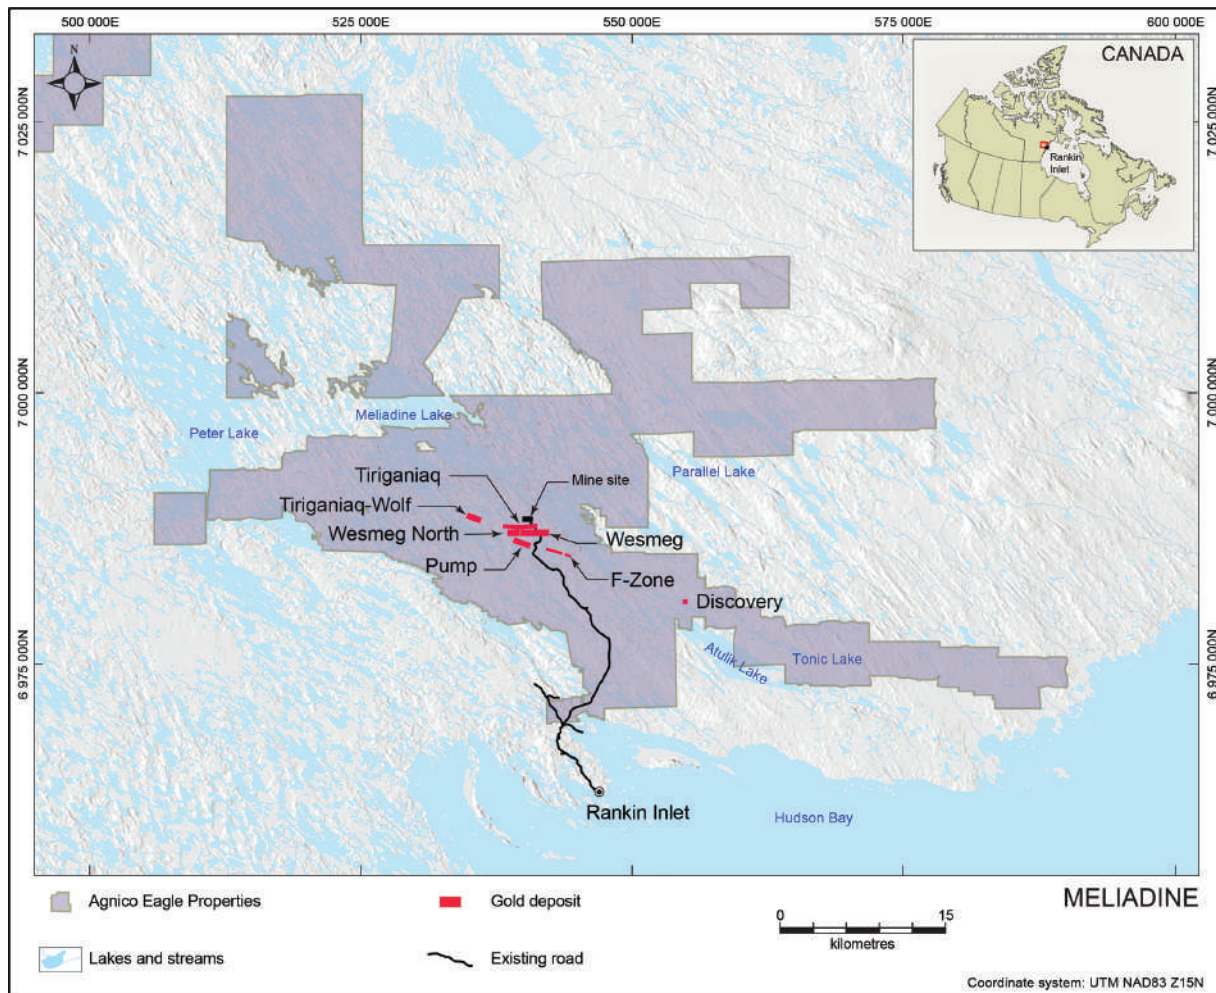 500 000E
525 000E
550 000E
575 000E
600 000E
N
CANADA
Rankin
Inlet
7 025 000N
7 025 000N
7 000 000N
7 000 000N
Meliadine Lake
Peter Lake
Parallel Lake
Tiriganiaq
Mine site
Tiriganiaq-Wolf
Wesmeg North
Wesmeg
Pump
F-Zone
Discovery
Atulik Lake
Tonic Lake
6 975 000N
6 975 000N
Rankin Inlet
Hudson Bay
Agnico Eagle Properties
Gold deposit
MELIADINE
0
15
kilometres
Lakes and streams
Existing road
Coordinate system: UTM NAD83 Z15N